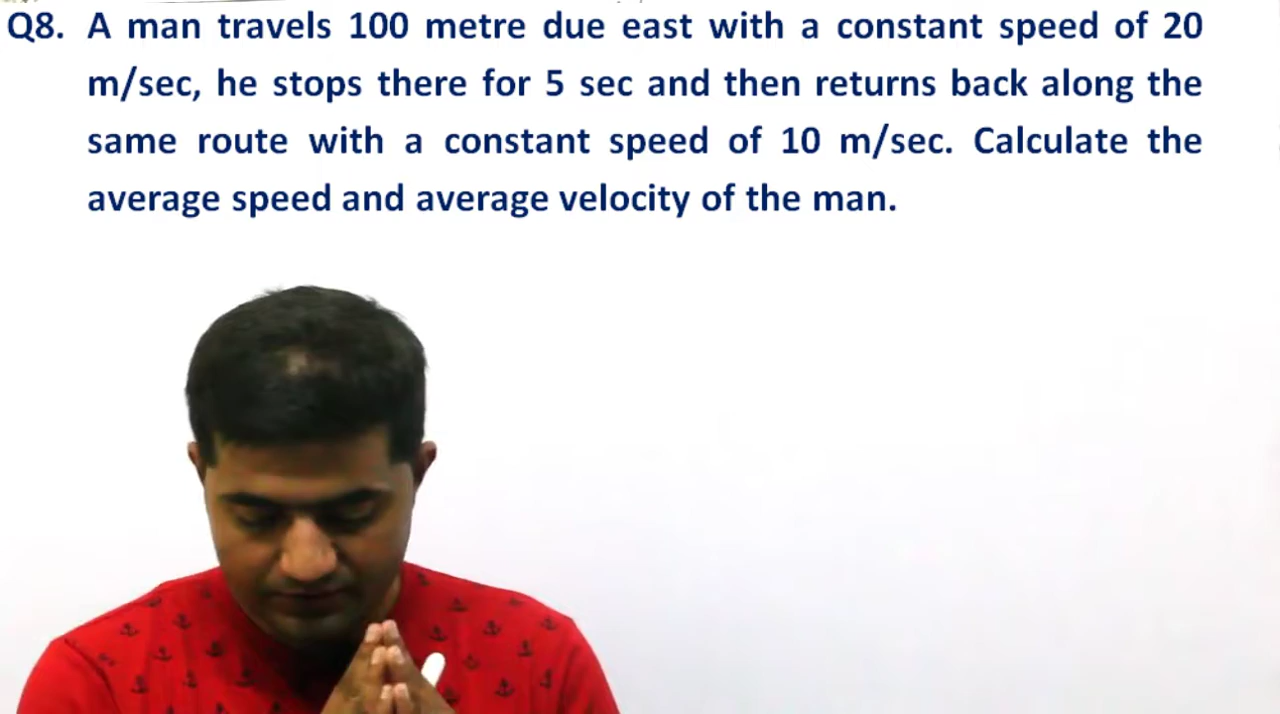 Q8. A man travels 100 metre due east with a constant speed of 20
m/sec, he stops there for 5 sec and then returns back along the
same route with a constant speed of 10 m/sec. Calculate the
average speed and average velocity of the man.